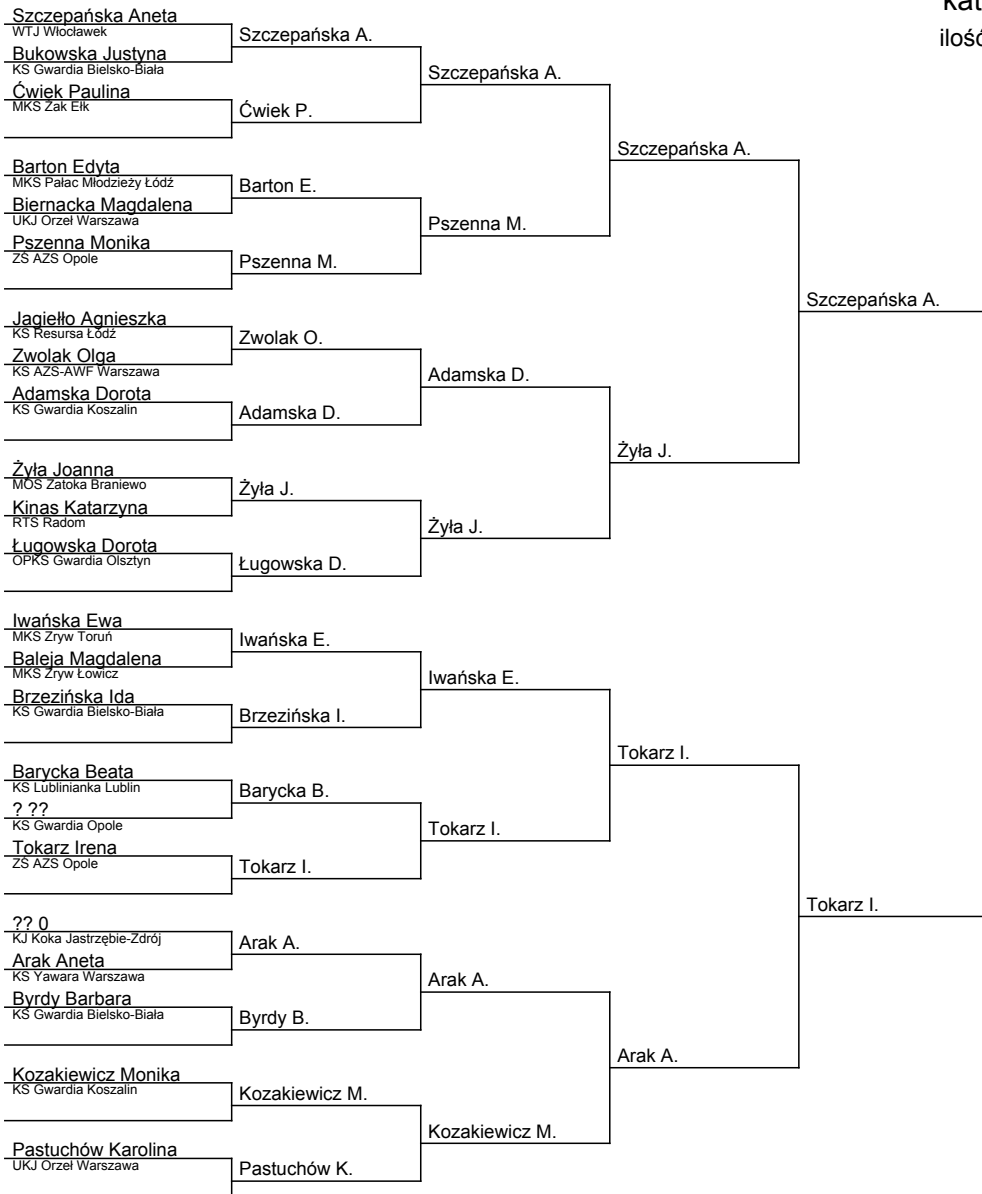 kat
ilość
Szczepańska Aneta
WTJ Włocławek
Bukowska Justyna
KS Gwardia Bielsko-Biała
Ćwiek Paulina
MKS Żak Ełk
Barton Edyta
MKS Pałac Młodzieży Łódź
Biernacka Magdalena
UKJ Orzeł Warszawa
Pszenna Monika
ZŚ AZS Opole
Jagiełło Agnieszka
KS Resursa Łódź
Zwolak Olga
KS AZS-AWF Warszawa
Adamska Dorota
KS Gwardia Koszalin
Żyła Joanna
MOS Zatoka Braniewo
Kinas Katarzyna
RTS Radom
Ługowska Dorota
OPKS Gwardia Olsztyn
Iwańska Ewa
MKS Zryw Toruń
Baleja Magdalena
MKS Zryw Łowicz
Brzezińska Ida
KS Gwardia Bielsko-Biała
Barycka Beata
KS Lublinianka Lublin
? ??
KS Gwardia Opole
Tokarz Irena
ZŚ AZS Opole
?? 0
KJ Koka Jastrzębie-Zdrój
Arak Aneta
KS Yawara Warszawa
Byrdy Barbara
KS Gwardia Bielsko-Biała
Kozakiewicz Monika
KS Gwardia Koszalin
Pastuchów Karolina
UKJ Orzeł Warszawa
Szczepańska A.
Ćwiek P.
Barton E.
Pszenna M.
Zwolak O.
Adamska D.
Żyła J.
Ługowska D.
Iwańska E.
Brzezińska I.
Barycka B.
Tokarz I.
Arak A.
Byrdy B.
Kozakiewicz M.
Pastuchów K.
Szczepańska A.
Pszenna M.
Adamska D.
Żyła J.
Iwańska E.
Tokarz I.
Arak A.
Kozakiewicz M.
Szczepańska A.
Żyła J.
Tokarz I.
Arak A.
Szczepańska A.
Tokarz I.